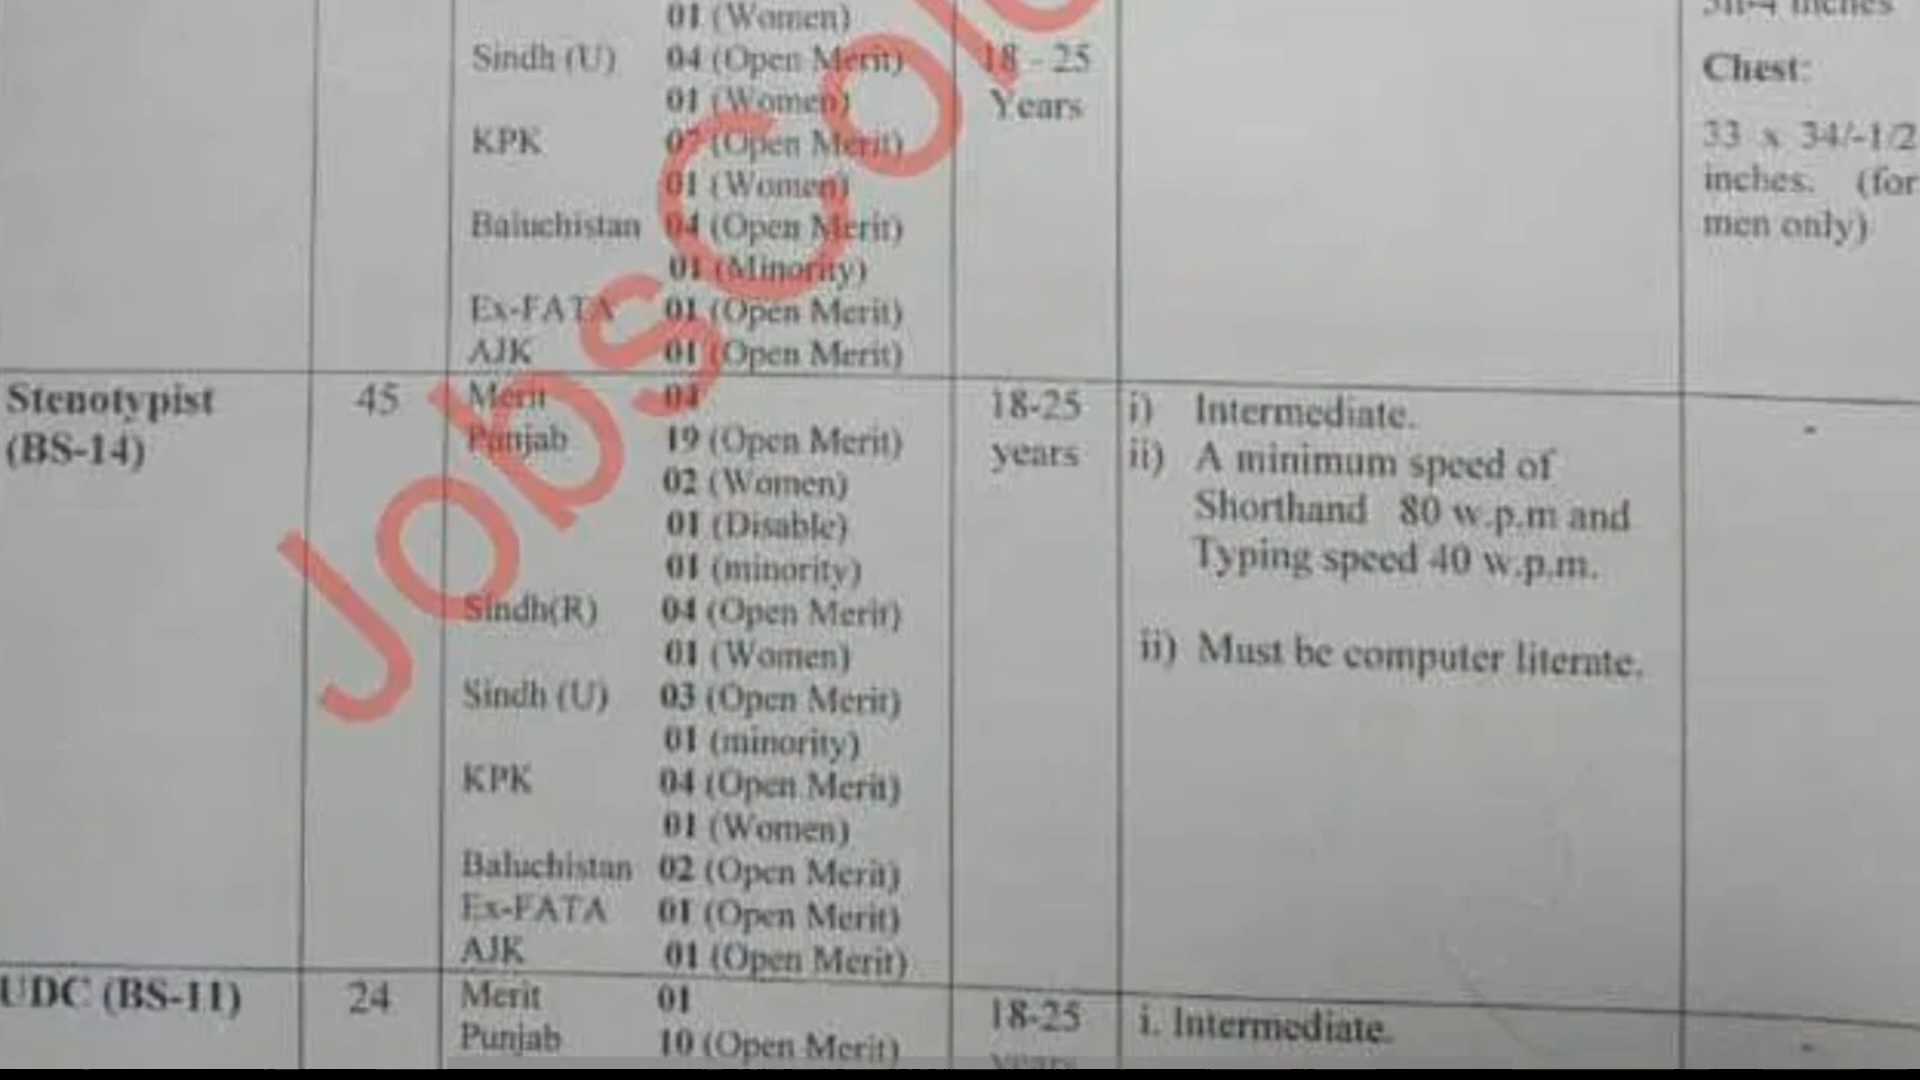 01 (Women)
Sindh (U) 04 (Open Merit)
01 (Women)
KPK 07 (Open Merit)
01 (Women)
Baluchistan 04 (Open Merit)
01 (Minority)
Ex-FATA 01 (Open Merit)
AJK 01 (Open Merit)
18 - 25
Years
inches
Chest:
33 x 34/-1/2
inches. (for
men only)
Stenotypist
(BS-14)
45
Merit 04
Punjab 19 (Open Merit)
02 (Women)
01 (Disable)
01 (minority)
Sindh(R) 04 (Open Merit)
01 (Women)
Sindh (U) 03 (Open Merit)
01 (minority)
KPK 04 (Open Merit)
01 (Women)
Baluchistan 02 (Open Merit)
Ex-FATA 01 (Open Merit)
AJK 01 (Open Merit)
18-25
years
i) Intermediate.
ii) A minimum speed of
Shorthand 80 w.p.m and
Typing speed 40 w.p.m.
ii) Must be computer literate.
-
UDC (BS-11)
24
Merit 01
Punjab 10 (Open Merit)
18-25
years
i. Intermediate.
-